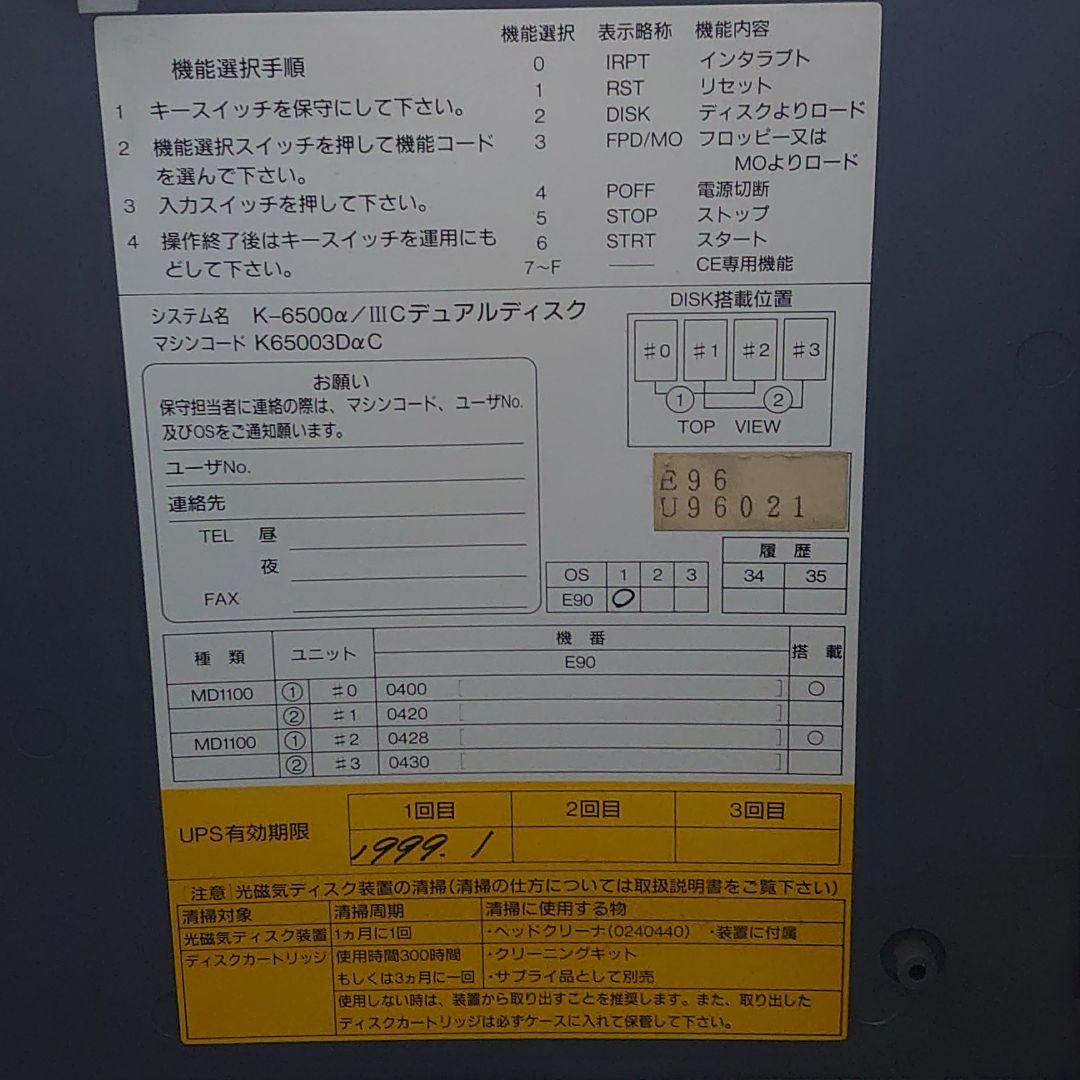 機能選択手順
1 キースイッチを保守にして下さい。
2 機能選択スイッチを押して機能コード
を選んで下さい。
3 入力スイッチを押して下さい。
4 操作終了後はキースイッチを運用にも
どして下さい。
機能選択 表示略称 機能内容
0 IRPT インタラプト
1 RST リセット
2 DISK ディスクよりロード
3 FPD/MO フロッピー又は
MOよりロード
4 POFF 電源切断
5 STOP ストップ
6 STRT スタート
7〜F ―― CE専用機能
システム名 K-6500α/ⅢCデュアルディスク
マシンコード K65003DαC
DISK搭載位置
#0 #1 #2 #3
① ②
TOP VIEW
お願い
保守担当者に連絡の際は、マシンコード、ユーザNo.
及びOSをご通知願います。
ユーザNo.
連絡先
TEL 昼
夜
FAX
E96
U96021
履 歴
34 35
OS 1 2 3
E90 O
種 類 ユニット 機 番 搭 載
E90
MD1100 ① #0 0400 [ ] ○
② #1 0420 [ ]
MD1100 ① #2 0428 [ ] ○
② #3 0430 [ ]
UPS有効期限 1回目 2回目 3回目
1999. 1
[注意]光磁気ディスク装置の清掃(清掃の仕方については取扱説明書をご覧下さい)
清掃対象 清掃周期 清掃に使用する物
光磁気ディスク装置 1ヵ月に1回 ・ヘッドクリーナ(0240440) ・装置に付属
ディスクカートリッジ 使用時間300時間 ・クリーニングキット
もしくは3ヵ月に一回 ・サプライ品として別売
使用しない時は、装置から取り出すことを推奨します。また、取り出した
ディスクカートリッジは必ずケースに入れて保管して下さい。